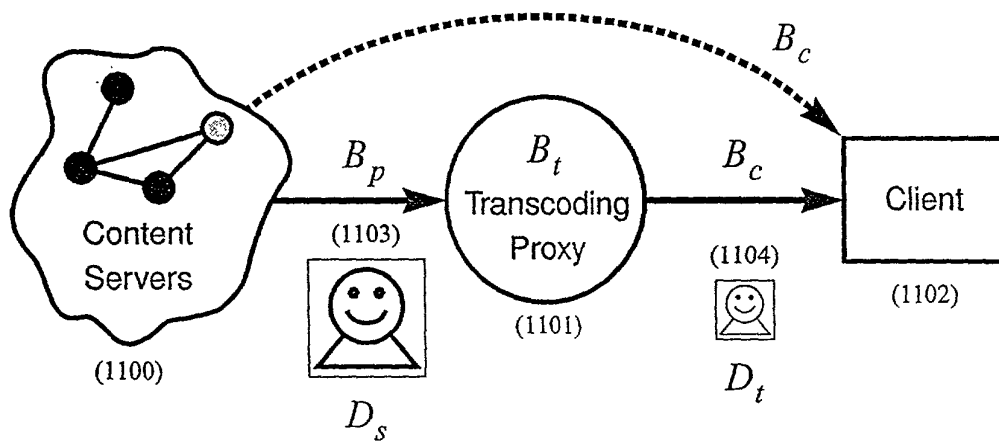 B_c
B_p
B_t
B_c
Content
Servers
Transcoding
Proxy
Client
(1103)
(1104)
(1100)
(1101)
(1102)
D_s
D_t